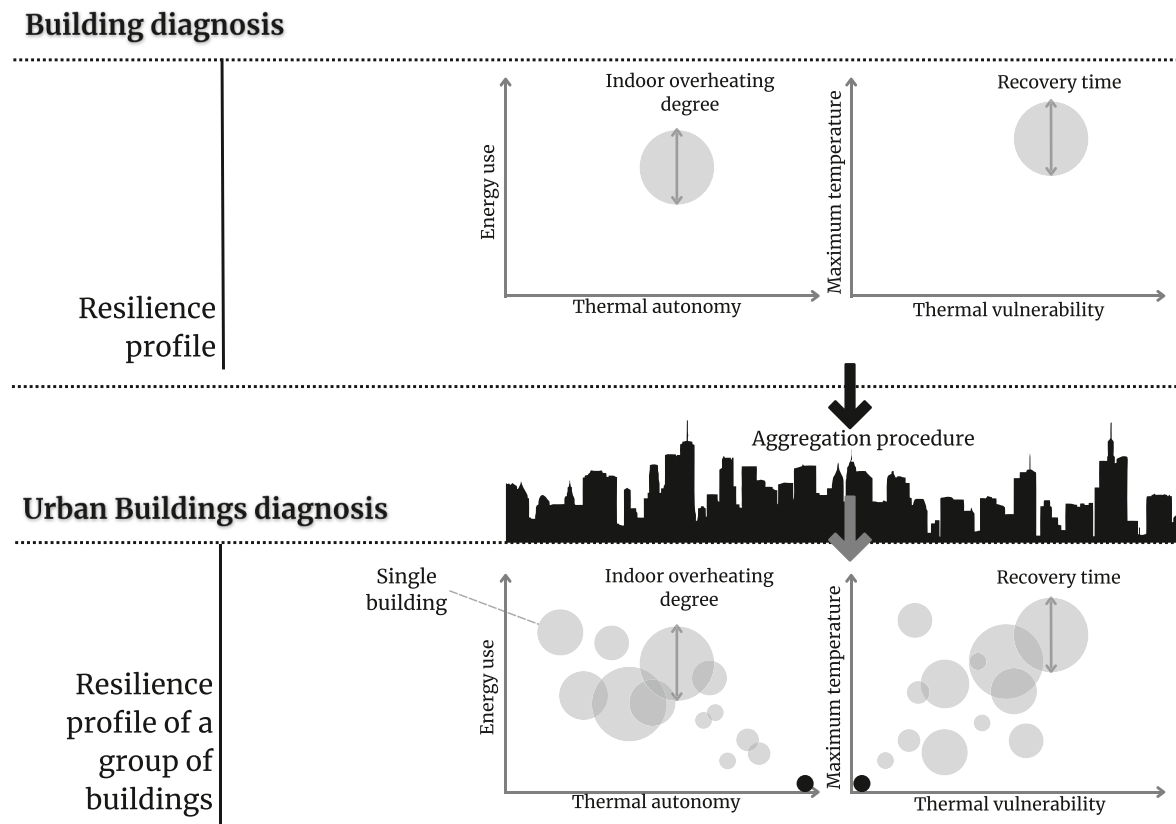 Building diagnosis
Indoor overheating
degree
Recovery time
Energy use
Maximum temperature
Thermal autonomy
Thermal vulnerability
Resilience
profile
Aggregation procedure
Urban Buildings diagnosis
Single
building
Indoor overheating
degree
Recovery time
Energy use
Maximum temperature
Resilience
profile of a
group of
buildings
Thermal autonomy
Thermal vulnerability